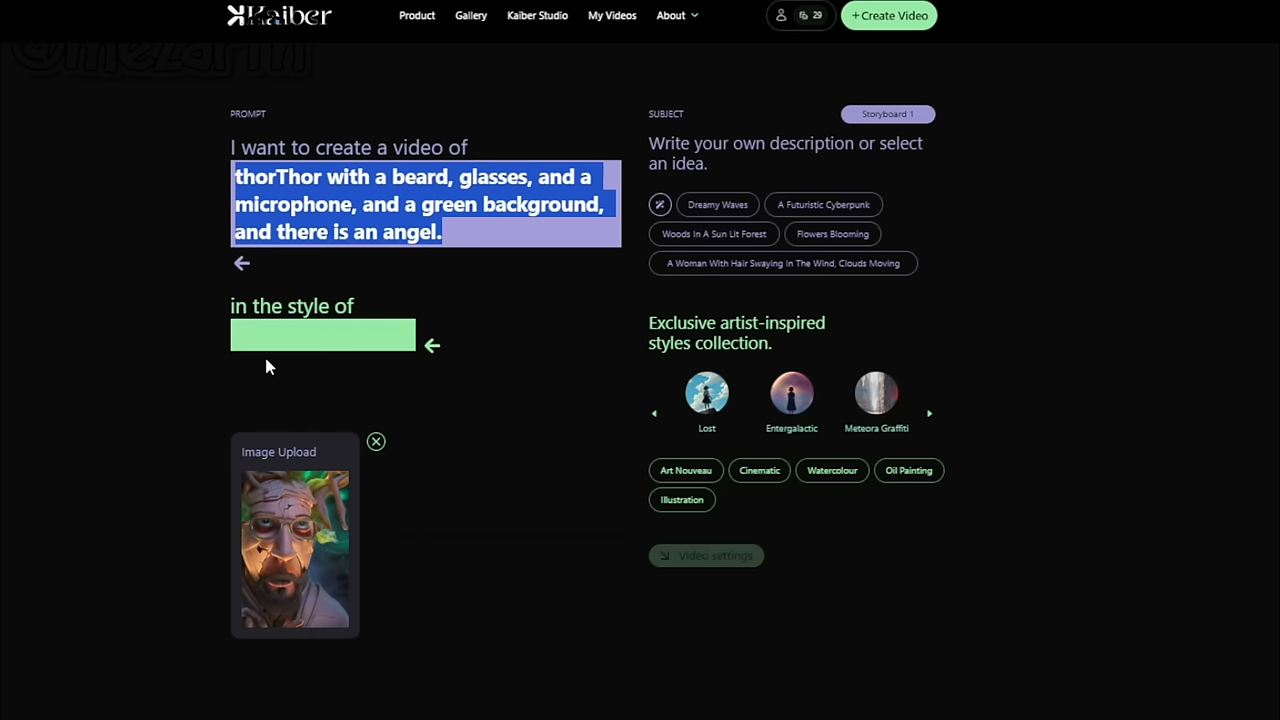 Kaiber
Product
Gallery
Kaiber Studio
My Videos
About
29
+ Create Video
PROMPT
I want to create a video of
thorThor with a beard, glasses, and a
microphone, and a green background,
and there is an angel.
in the style of
Image Upload
SUBJECT
Storyboard 1
Write your own description or select
an idea.
Dreamy Waves
A Futuristic Cyberpunk
Woods In A Sun Lit Forest
Flowers Blooming
A Woman With Hair Swaying In The Wind, Clouds Moving
Exclusive artist-inspired
styles collection.
Lost
Entergalactic
Meteora Graffiti
Art Nouveau
Cinematic
Watercolour
Oil Painting
Illustration
Video settings